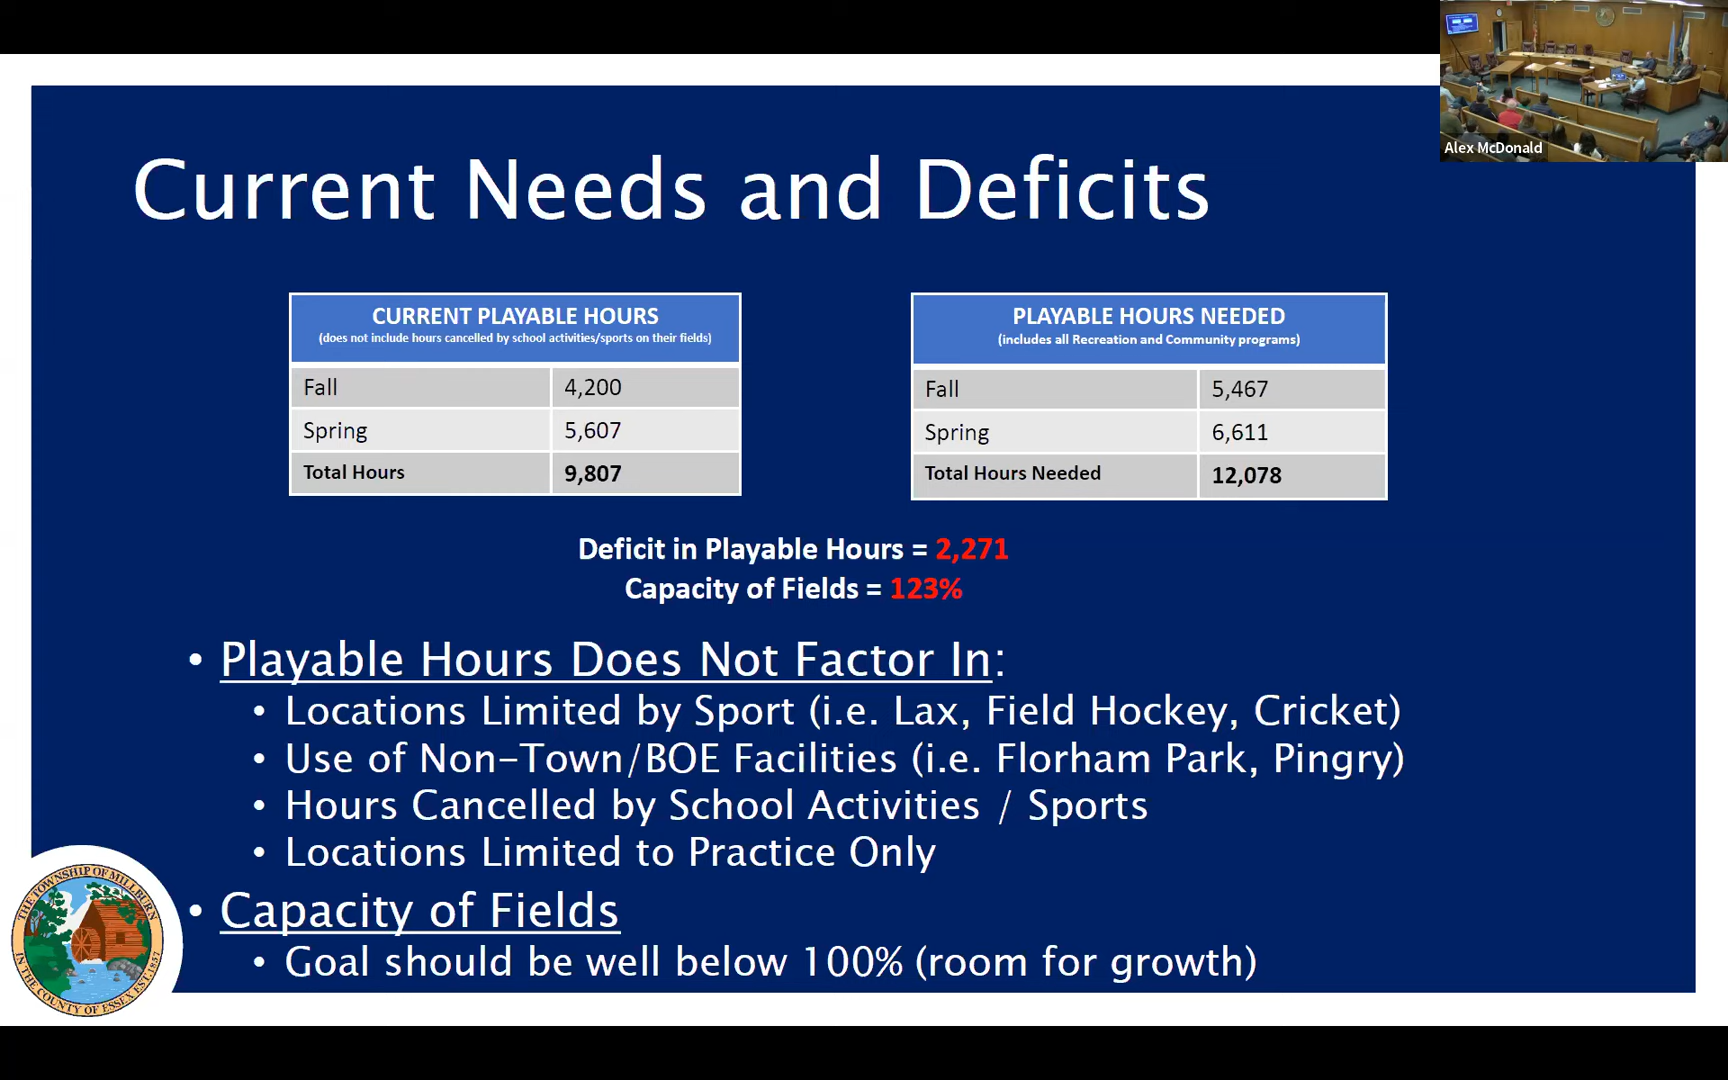 Alex McDonald
Current Needs and Deficits
CURRENT PLAYABLE HOURS
(does not include hours cancelled by school activities/sports on their fields)
Fall 4,200
Spring 5,607
Total Hours 9,807
PLAYABLE HOURS NEEDED
(includes all Recreation and Community programs)
Fall 5,467
Spring 6,611
Total Hours Needed 12,078
Deficit in Playable Hours = 2,271
Capacity of Fields = 123%
• Playable Hours Does Not Factor In:
• Locations Limited by Sport (i.e. Lax, Field Hockey, Cricket)
• Use of Non-Town/BOE Facilities (i.e. Florham Park, Pingry)
• Hours Cancelled by School Activities / Sports
• Locations Limited to Practice Only
• Capacity of Fields
• Goal should be well below 100% (room for growth)
THE TOWNSHIP OF MILLBURN
IN THE COUNTY OF ESSEX EST. 1857